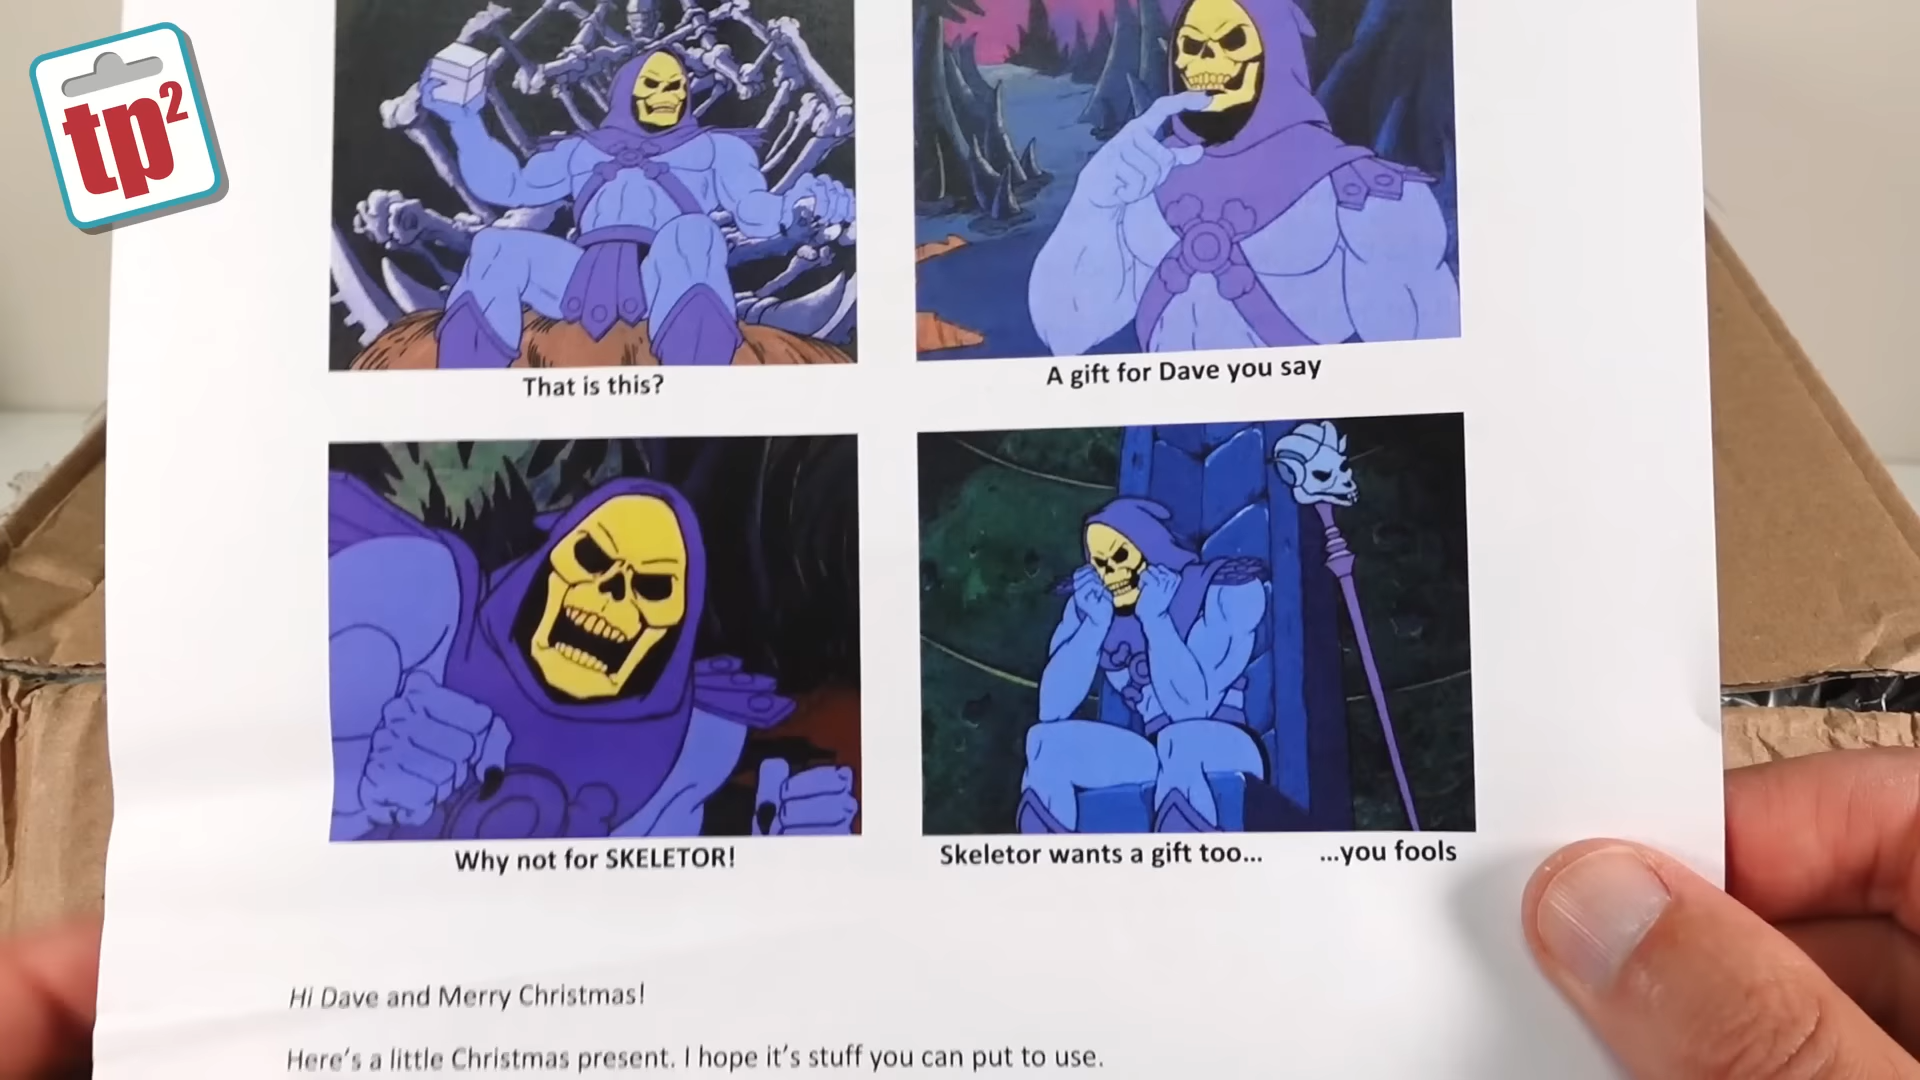 tp2
That is this?
A gift for Dave you say
Why not for SKELETOR!
Skeletor wants a gift too... ...you fools
Hi Dave and Merry Christmas!
Here's a little Christmas present. I hope it's stuff you can put to use.